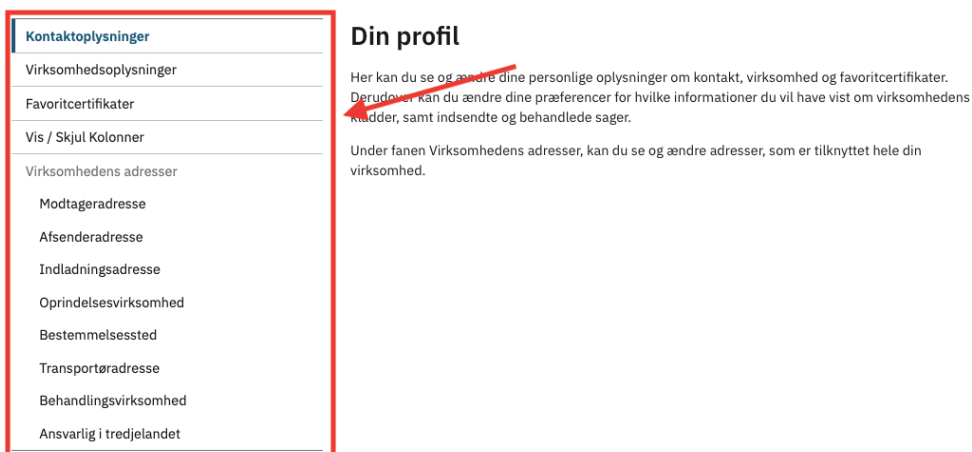 Kontaktoplysninger
Virksomhedsoplysninger
Favoritcertifikater
Vis / Skjul Kolonner
Virksomhedens adresser
Modtageradresse
Afsenderadresse
Indladningsadresse
Oprindelsesvirksomhed
Bestemmelsessted
Transportøradresse
Behandlingsvirksomhed
Ansvarlig i tredjelandet
Din profil
Her kan du se og ændre dine personlige oplysninger om kontakt, virksomhed og favoritcertifikater.
Derudover kan du ændre dine præferencer for hvilke informationer du vil have vist om virksomhedens
kladder, samt indsendte og behandlede sager.
Under fanen Virksomhedens adresser, kan du se og ændre adresser, som er tilknyttet hele din
virksomhed.